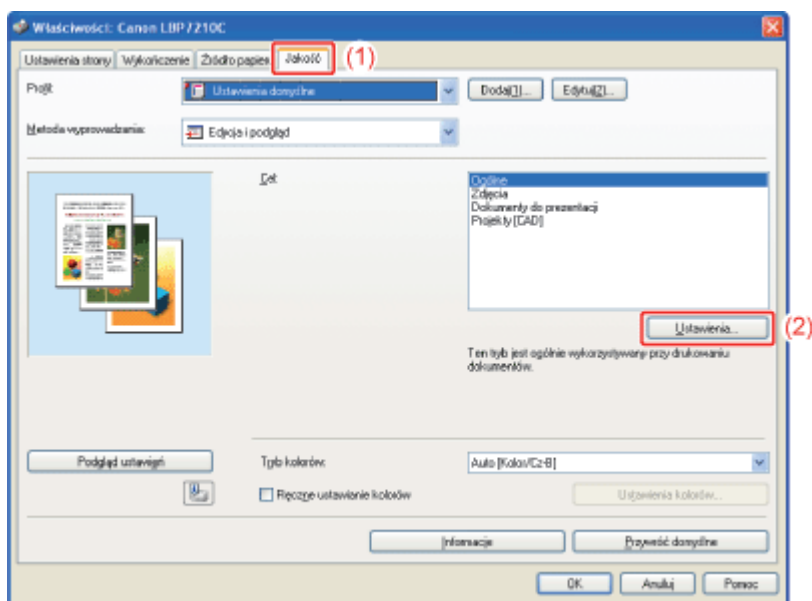 Właściwości: Canon LBP7210C
Ustawienia strony Wykończenie Źródło papieru Jakość (1)
Profil: Ustawienia domyślne Dodaj(1)... Edytuj(2)...
Metoda wyprowadzania: Edycja i podgląd
Cel: Ogólne
Zdjęcia
Dokumenty do prezentacji
Projekty [CAD]
Ustawienia... (2)
Ten tryb jest ogólnie wykorzystywany przy drukowaniu
dokumentów.
Podgląd ustawień Tryb kolorów: Auto [Kolor/Cz-B]
Ręczne ustawianie kolorów Ustawienia kolorów...
Informacje Przywróć domyślne
OK Anuluj Pomoc